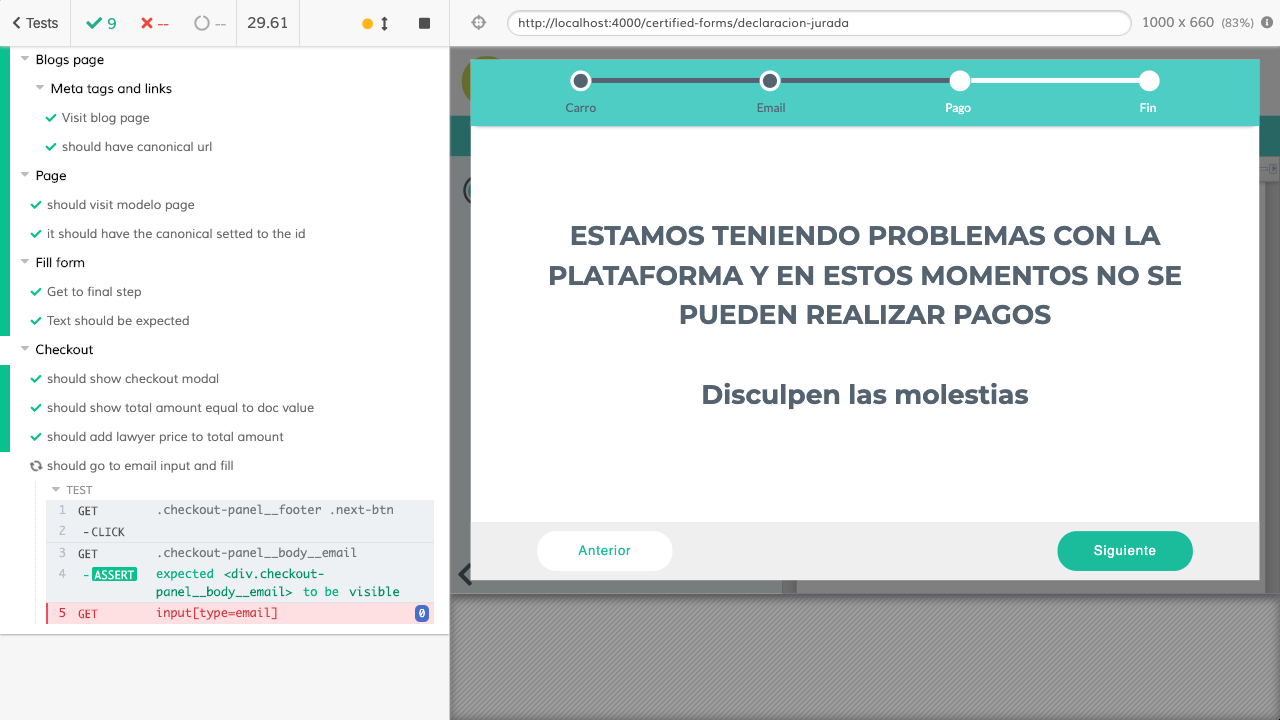 Tests
9
--
--
29.61
http://localhost:4000/certified-forms/declaracion-jurada
1000 x 660 (83%)
Blogs page
Meta tags and links
Visit blog page
should have canonical url
Page
should visit modelo page
it should have the canonical setted to the id
Fill form
Get to final step
Text should be expected
Checkout
should show checkout modal
should show total amount equal to doc value
should add lawyer price to total amount
should go to email input and fill
TEST
1 GET .checkout-panel__footer .next-btn
2 -CLICK
3 GET .checkout-panel__body__email
4 -ASSERT expected <div.checkout-
panel__body__email> to be visible
5 GET input[type=email] 0
Carro Email Pago Fin
ESTAMOS TENIENDO PROBLEMAS CON LA
PLATAFORMA Y EN ESTOS MOMENTOS NO SE
PUEDEN REALIZAR PAGOS
Disculpen las molestias
Anterior
Siguiente